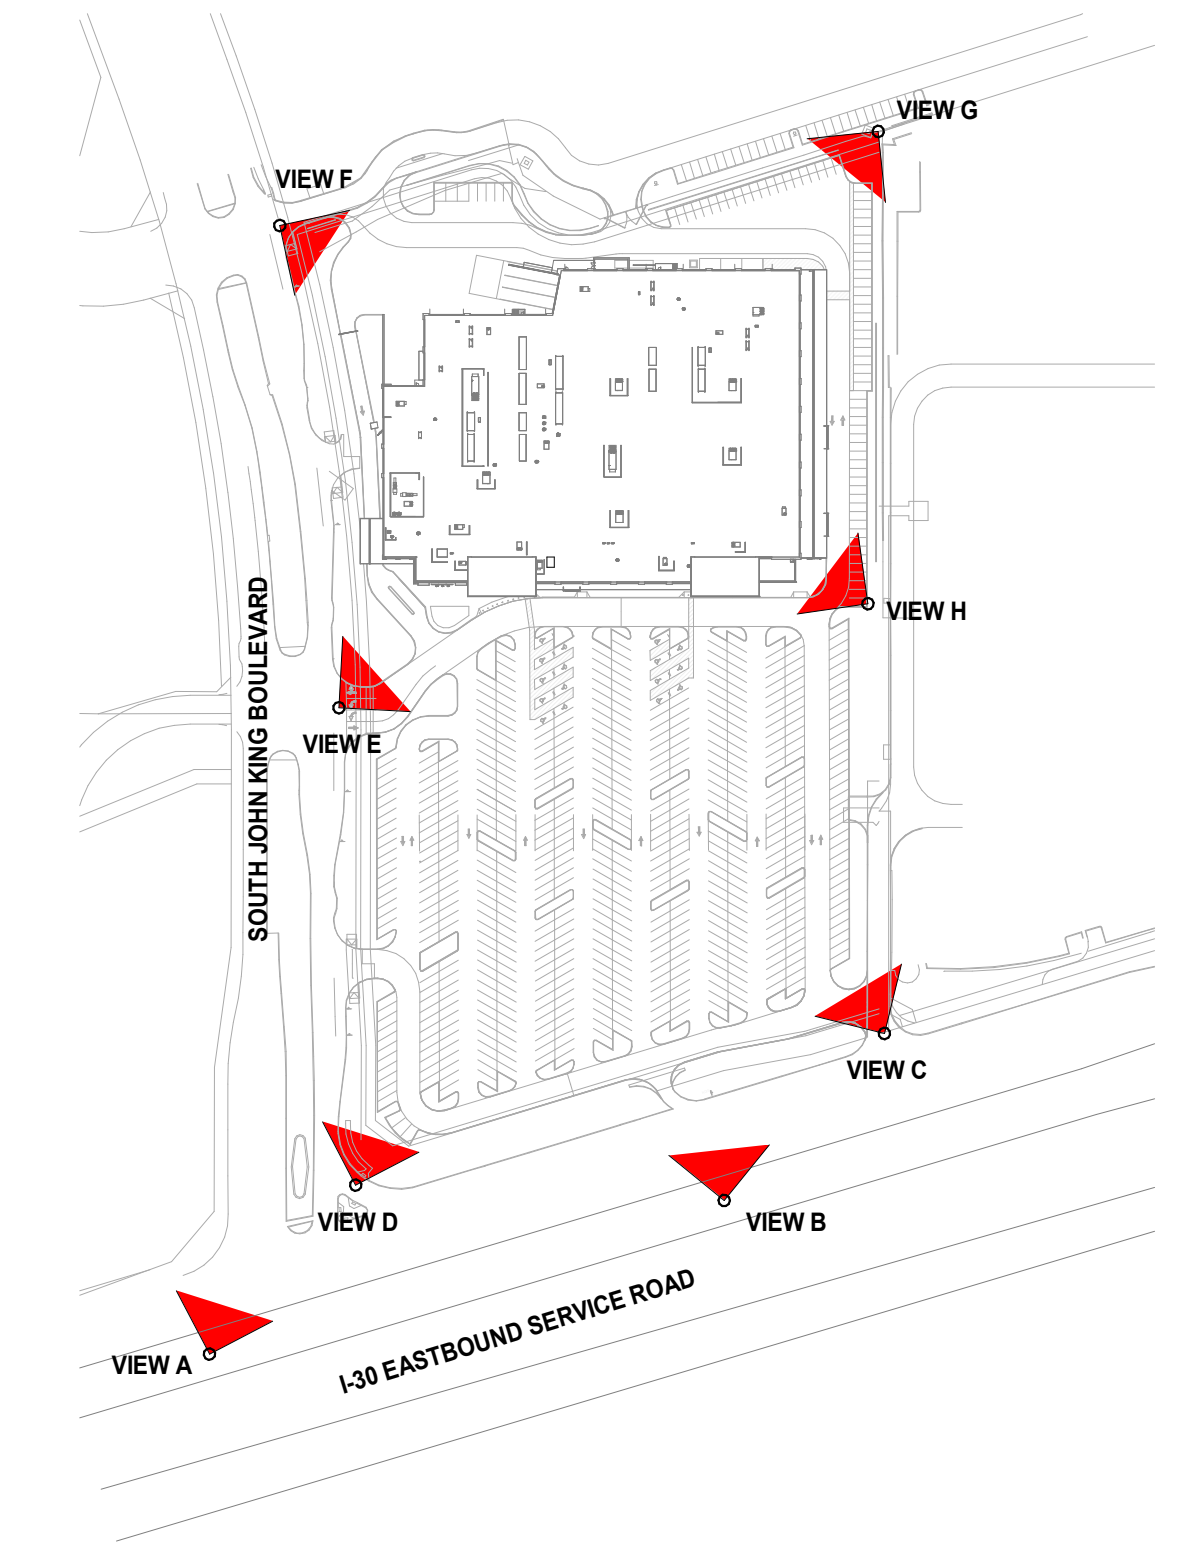 VIEW G
VIEW F
VIEW H
SOUTH JOHN KING BOULEVARD
VIEW E
VIEW C
VIEW D
VIEW B
I-30 EASTBOUND SERVICE ROAD
VIEW A